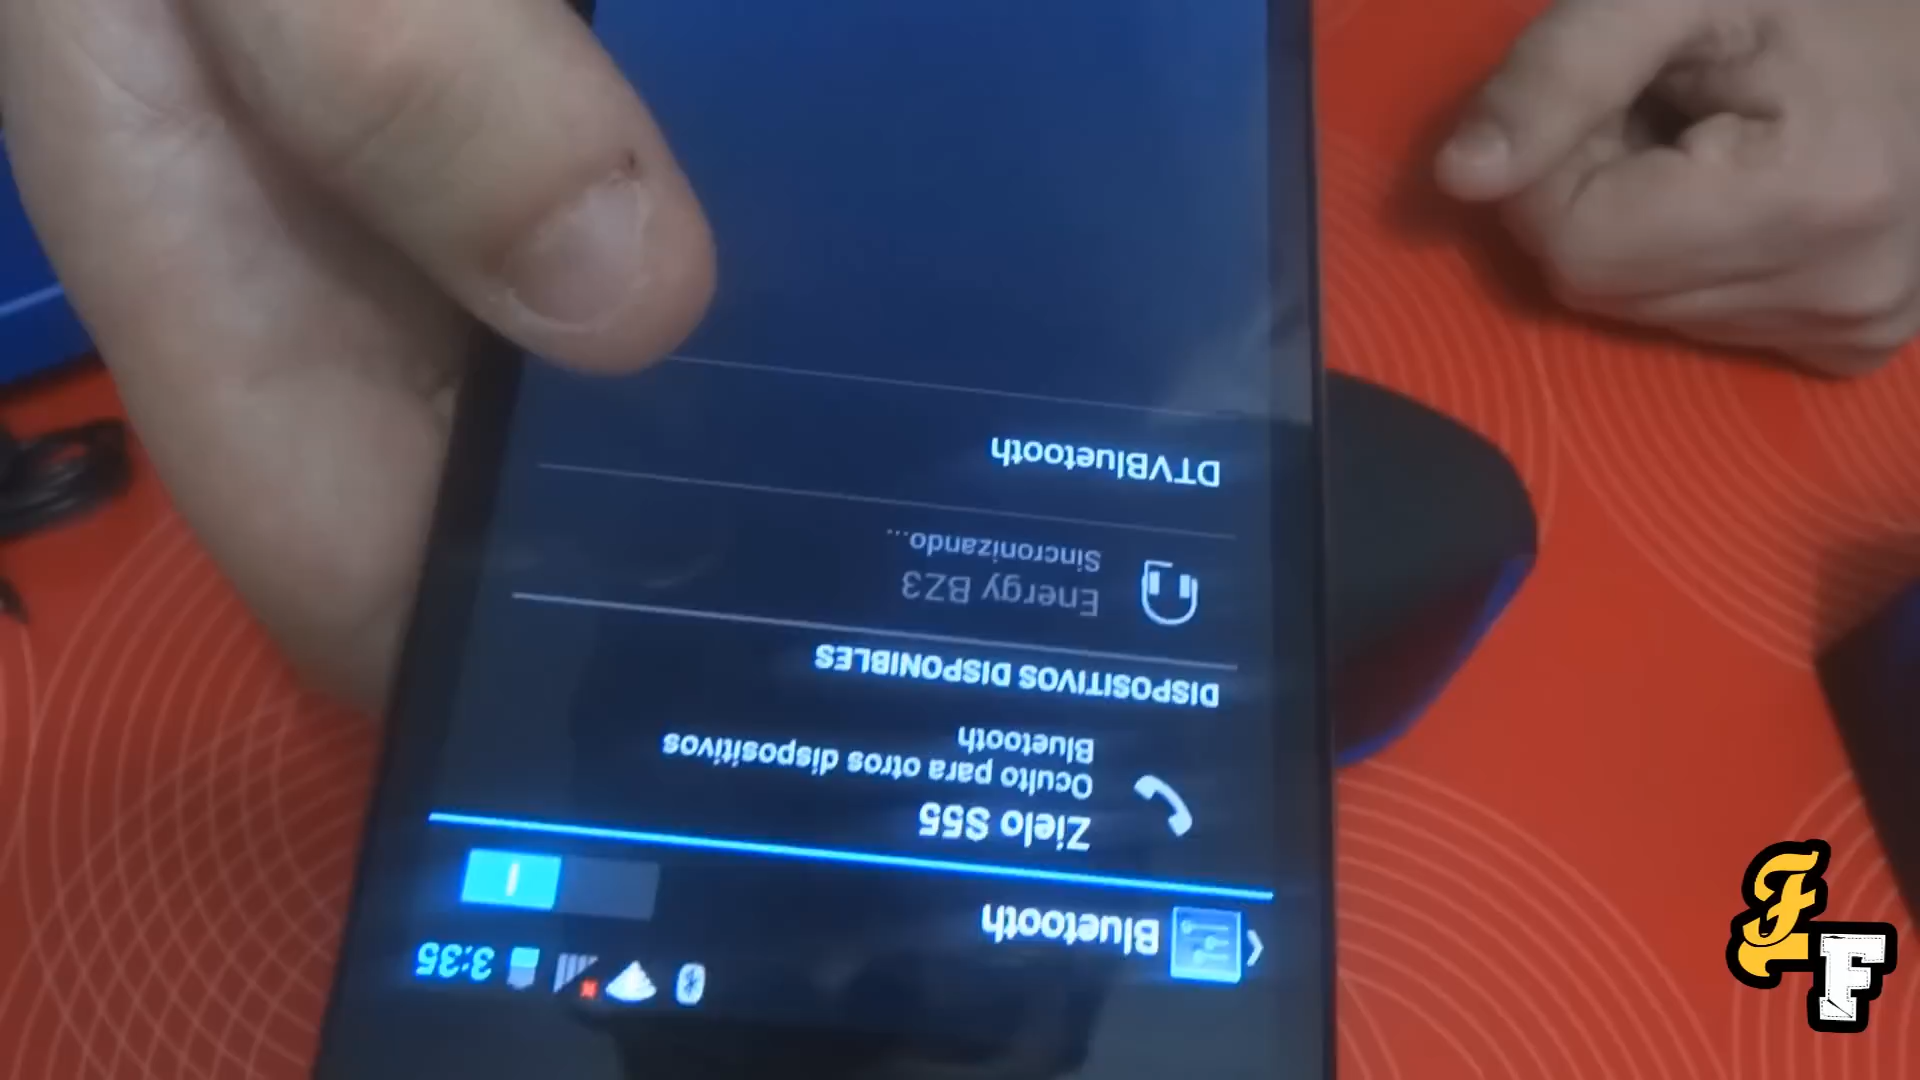 3:35
Bluetooth
Zielo S55
Oculto para otros dispositivos
Bluetooth
DISPOSITIVOS DISPONIBLES
Energy BZ3
Sincronizando...
DTVBluetooth
F
F